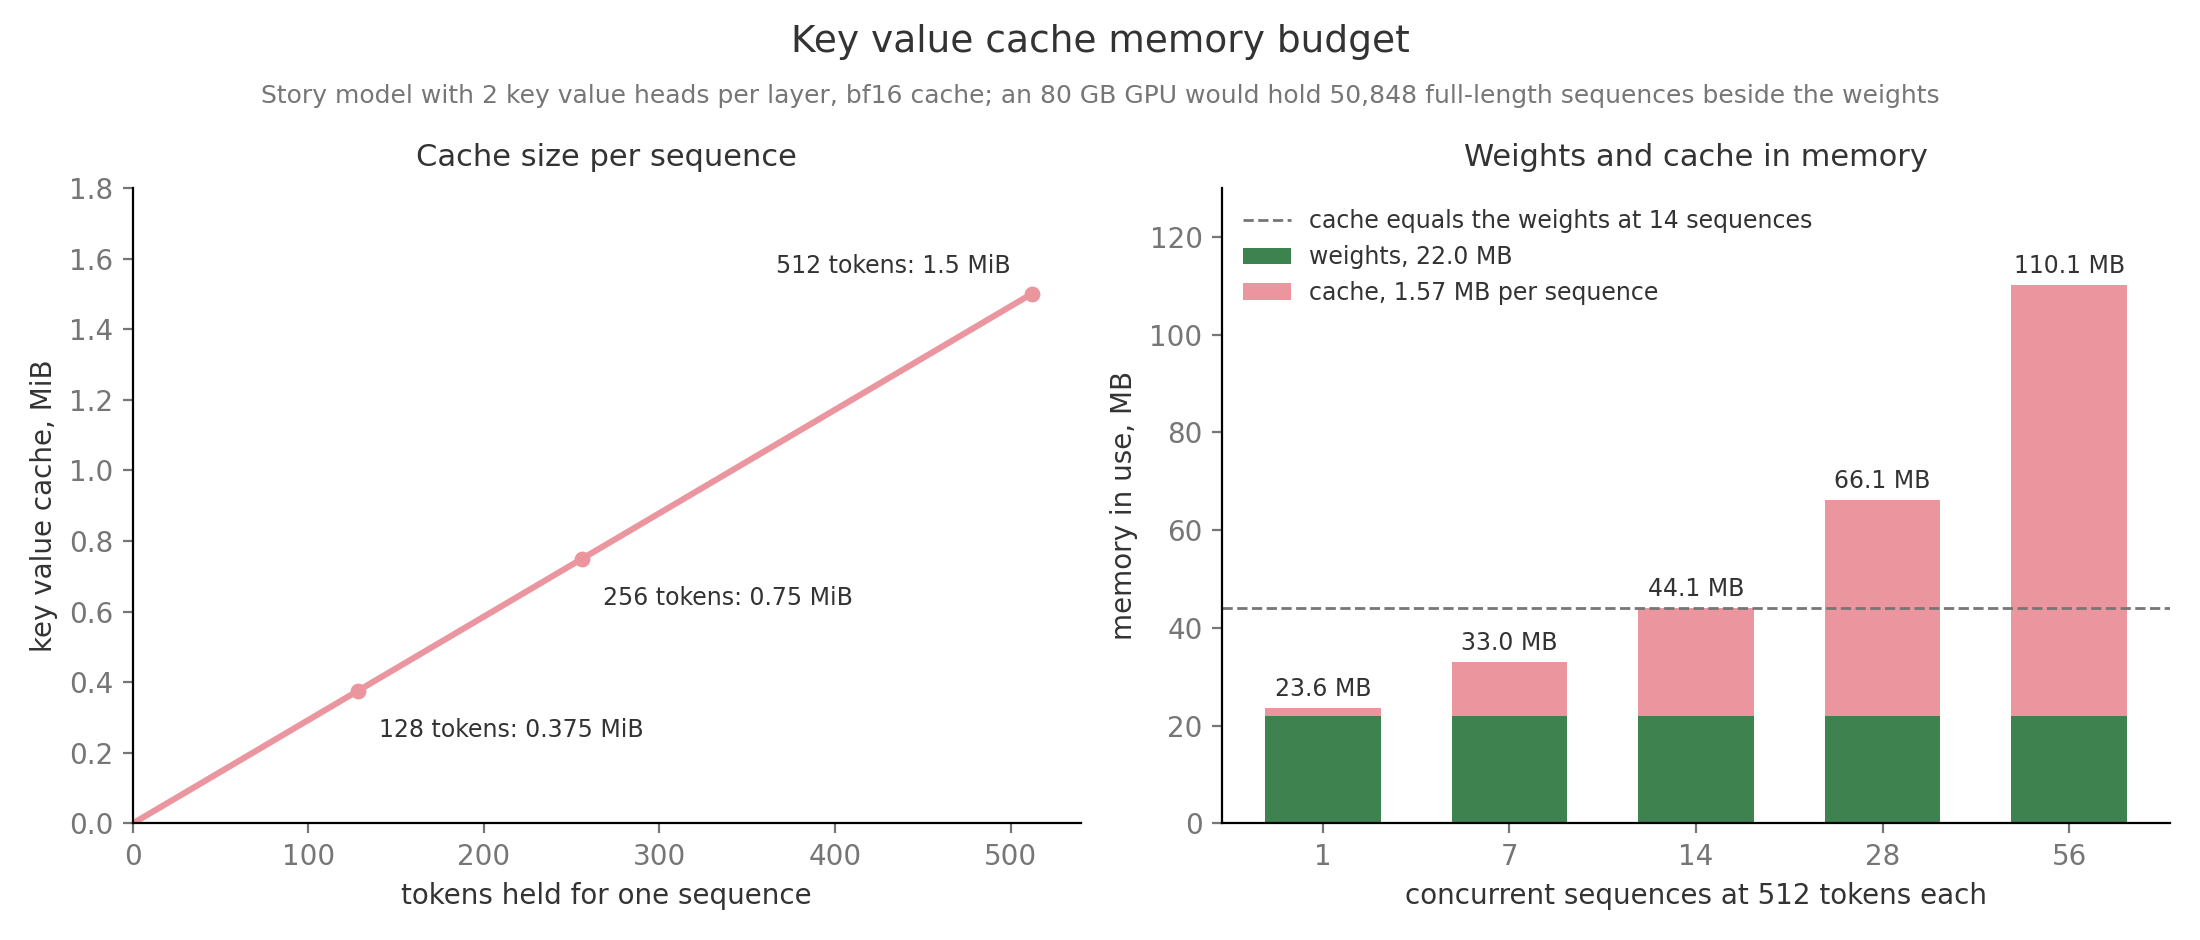 Key value cache memory budget
Story model with 2 key value heads per layer, bf16 cache; an 80 GB GPU would hold 50,848 full-length sequences beside the weights
Cache size per sequence
key value cache, MiB
1.8
1.6
1.4
1.2
1.0
0.8
0.6
0.4
0.2
0.0
512 tokens: 1.5 MiB
256 tokens: 0.75 MiB
128 tokens: 0.375 MiB
0 100 200 300 400 500
tokens held for one sequence
Weights and cache in memory
memory in use, MB
120
100
80
60
40
20
0
cache equals the weights at 14 sequences
weights, 22.0 MB
cache, 1.57 MB per sequence
23.6 MB
33.0 MB
44.1 MB
66.1 MB
110.1 MB
1 7 14 28 56
concurrent sequences at 512 tokens each